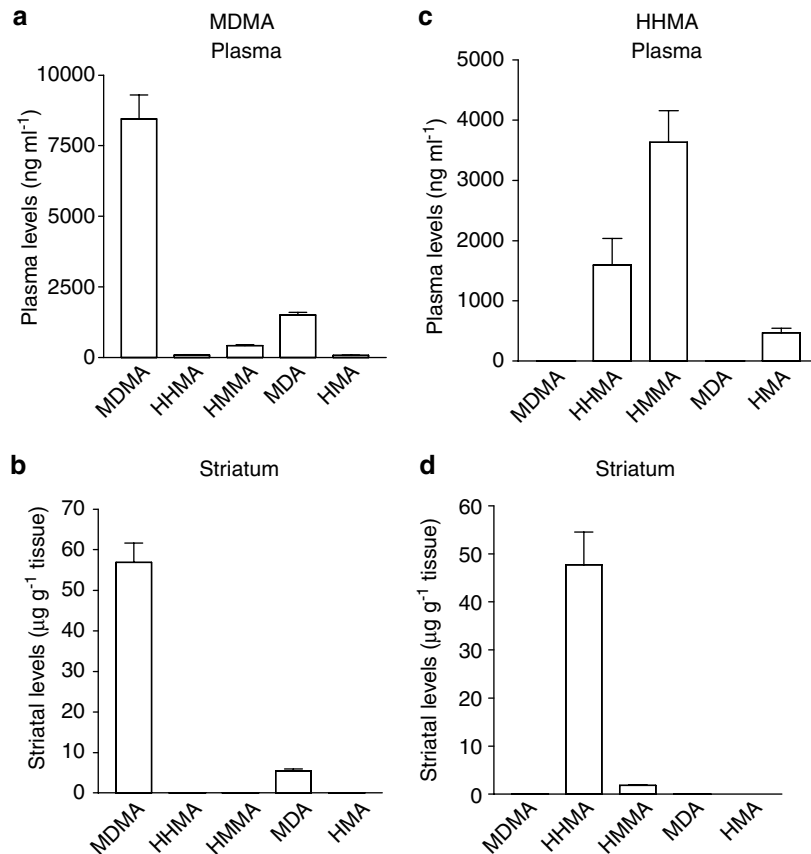 a
MDMA
Plasma
Plasma levels (ng ml⁻¹)
10000
7500
5000
2500
0
MDMA
HHMA
HMMA
MDA
HMA
b
Striatum
Striatal levels (µg g⁻¹ tissue)
70
60
50
40
30
20
10
0
MDMA
HHMA
HMMA
MDA
HMA
c
HHMA
Plasma
Plasma levels (ng ml⁻¹)
5000
4000
3000
2000
1000
0
MDMA
HHMA
HMMA
MDA
HMA
d
Striatum
Striatal levels (µg g⁻¹ tissue)
60
50
40
30
20
10
0
MDMA
HHMA
HMMA
MDA
HMA